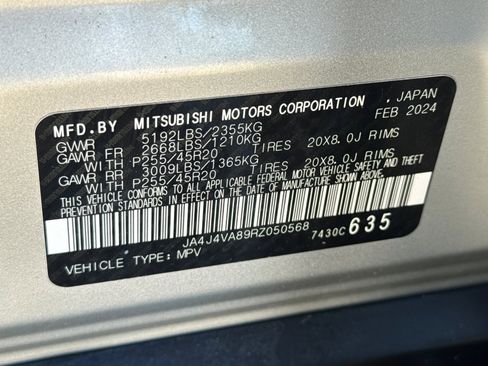 MFD.BY MITSUBISHI MOTORS CORPORATION , JAPAN
GVWR 5192LBS/2355KG FEB 2024
GAWR FR 2668LBS/1210KG
WITH P255/45R20 TIRES 20X8.0J RIMS
GAWR RR 3009LBS/1365KG
WITH P255/45R20 TIRES 20X8.0J RIMS
THIS VEHICLE CONFORMS TO ALL APPLICABLE FEDERAL MOTOR VEHICLE SAFETY AND THEFT
PREVENTION STANDARDS IN EFFECT ON THE DATE OF MANUFACTURE SHOWN ABOVE.
JA4J4VA89RZ050568 7430C 635
VEHICLE TYPE: MPV